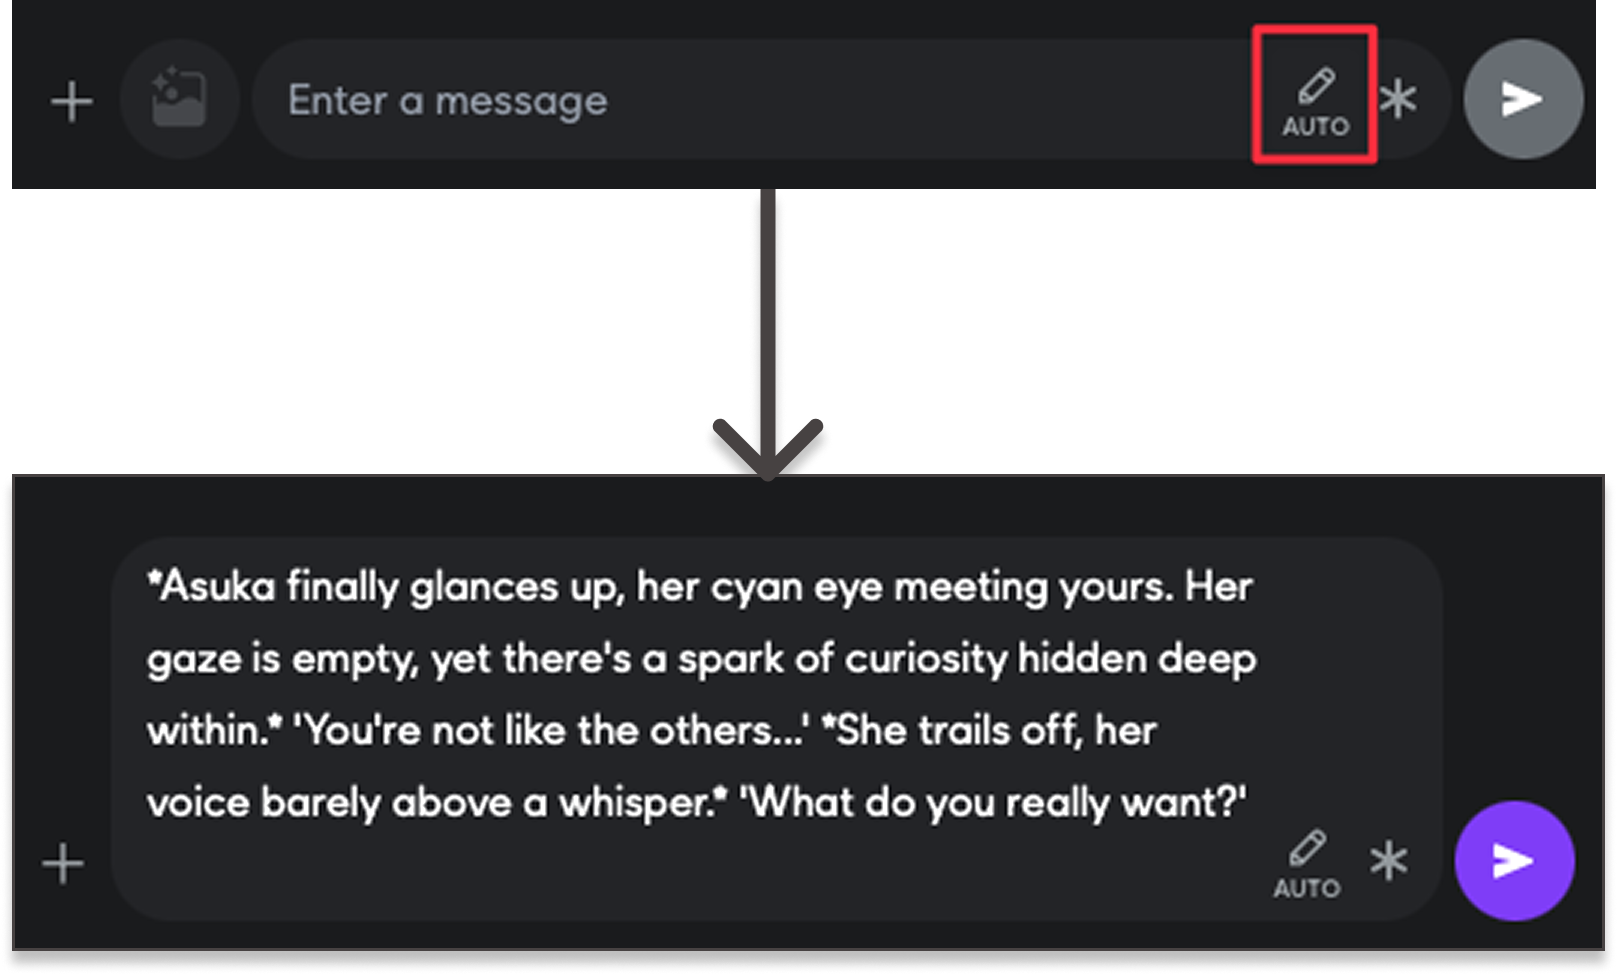 Enter a message
AUTO
*Asuka finally glances up, her cyan eye meeting yours. Her
gaze is empty, yet there's a spark of curiosity hidden deep
within.* 'You're not like the others...' *She trails off, her
voice barely above a whisper.* 'What do you really want?'
AUTO